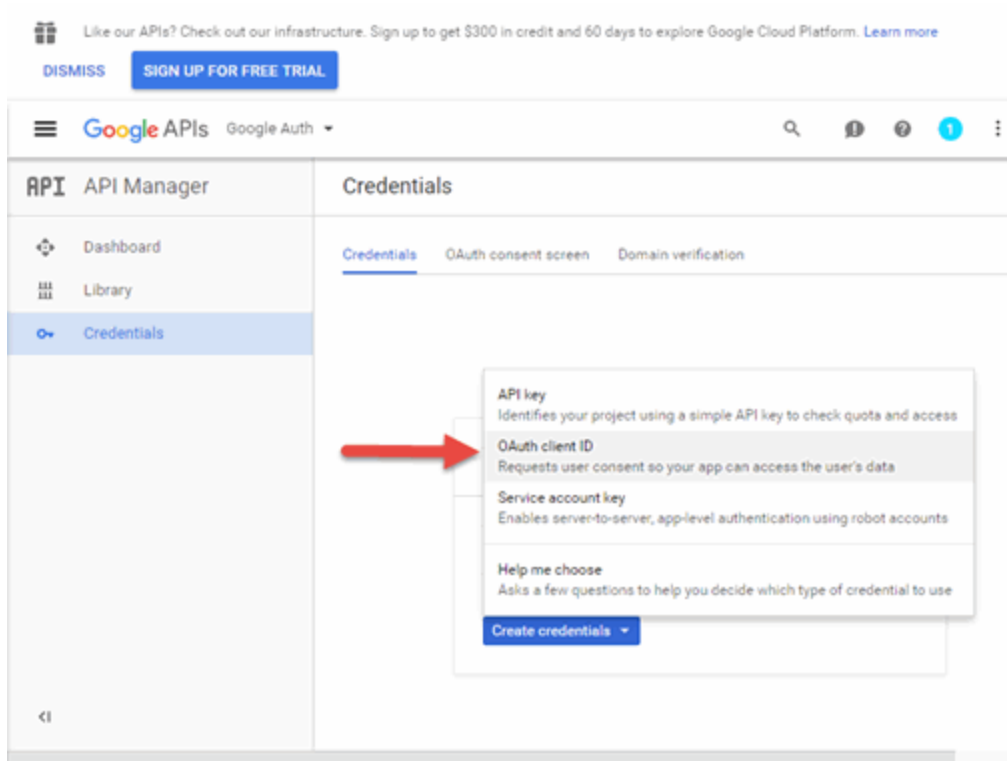 Like our APIs? Check out our infrastructure. Sign up to get $300 in credit and 60 days to explore Google Cloud Platform. Learn more
DISMISS
SIGN UP FOR FREE TRIAL
Google APIs
Google Auth
1
API
API Manager
Credentials
Dashboard
Library
Credentials
Credentials
OAuth consent screen
Domain verification
API key
Identifies your project using a simple API key to check quota and access
OAuth client ID
Requests user consent so your app can access the user's data
Service account key
Enables server-to-server, app-level authentication using robot accounts
Help me choose
Asks a few questions to help you decide which type of credential to use
Create credentials